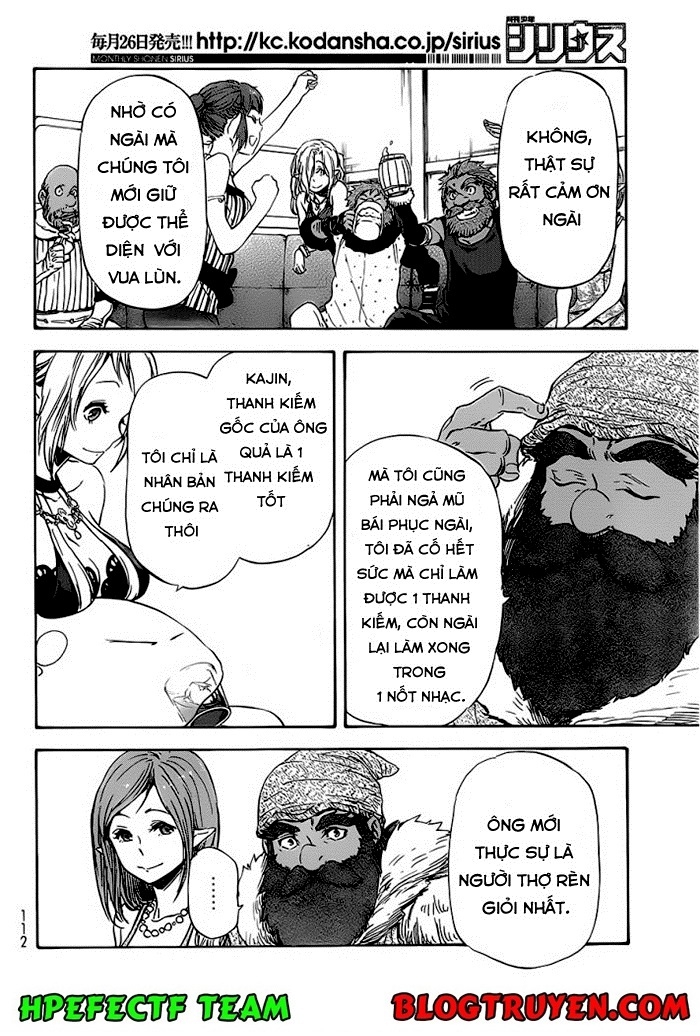 毎月26日発売!!! http://kc.kodansha.co.jp/sirius
MONTHLY SHONEN SIRIUS
月刊少年
シリウス
KHÔNG,
THẬT SỰ
RẤT CẢM ƠN
NGÀI
NHỜ CÓ
NGÀI MÀ
CHÚNG TÔI
MỚI GIỮ
ĐƯỢC THỂ
DIỆN VỚI
VUA LÙN.
MÀ TÔI CŨNG
PHẢI NGẢ MŨ
BÁI PHỤC NGÀI,
TÔI ĐÃ CỐ HẾT
SỨC MÀ CHỈ LÀM
ĐƯỢC 1 THANH
KIẾM, CÒN NGÀI
LẠI LÀM XONG
TRONG
1 NỐT NHẠC.
KAJIN,
THANH KIẾM
GỐC CỦA ÔNG
QUẢ LÀ 1
THANH KIẾM
TỐT
TÔI CHỈ LÀ
NHÂN BẢN
CHÚNG RA
THÔI
ÔNG MỚI
THỰC SỰ LÀ
NGƯỜI THỢ RÈN
GIỎI NHẤT.
......
112
HPEFECTF TEAM
BLOGTRUYEN.COM